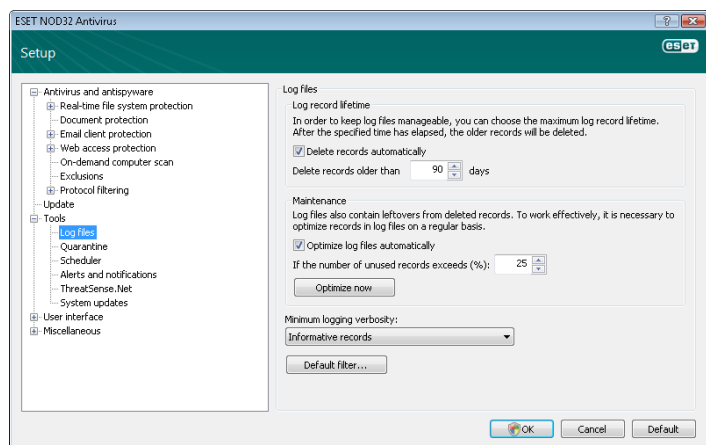 ESET NOD32 Antivirus
Setup
eset
Antivirus and antispyware
Real-time file system protection
Document protection
Email client protection
Web access protection
On-demand computer scan
Exclusions
Protocol filtering
Update
Tools
Log files
Quarantine
Scheduler
Alerts and notifications
ThreatSense.Net
System updates
User interface
Miscellaneous
Log files
Log record lifetime
In order to keep log files manageable, you can choose the maximum log record lifetime.
After the specified time has elapsed, the older records will be deleted.
Delete records automatically
Delete records older than 90 days
Maintenance
Log files also contain leftovers from deleted records. To work effectively, it is necessary to
optimize records in log files on a regular basis.
Optimize log files automatically
If the number of unused records exceeds (%): 25
Optimize now
Minimum logging verbosity:
Informative records
Default filter...
OK Cancel Default